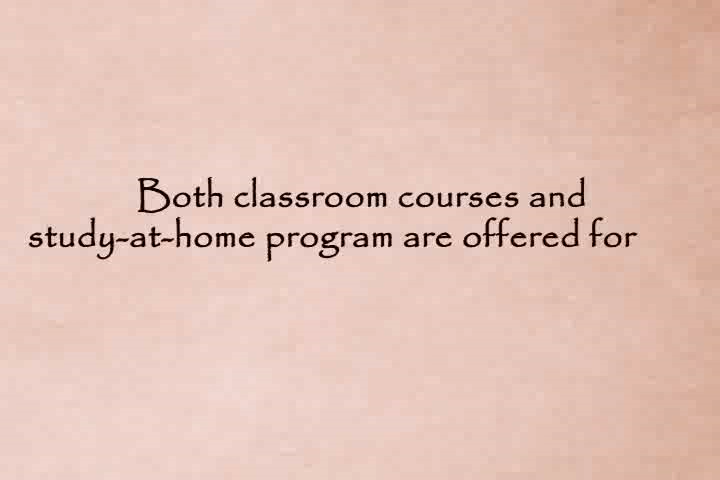 Both classroom courses and
study-at-home program are offered for